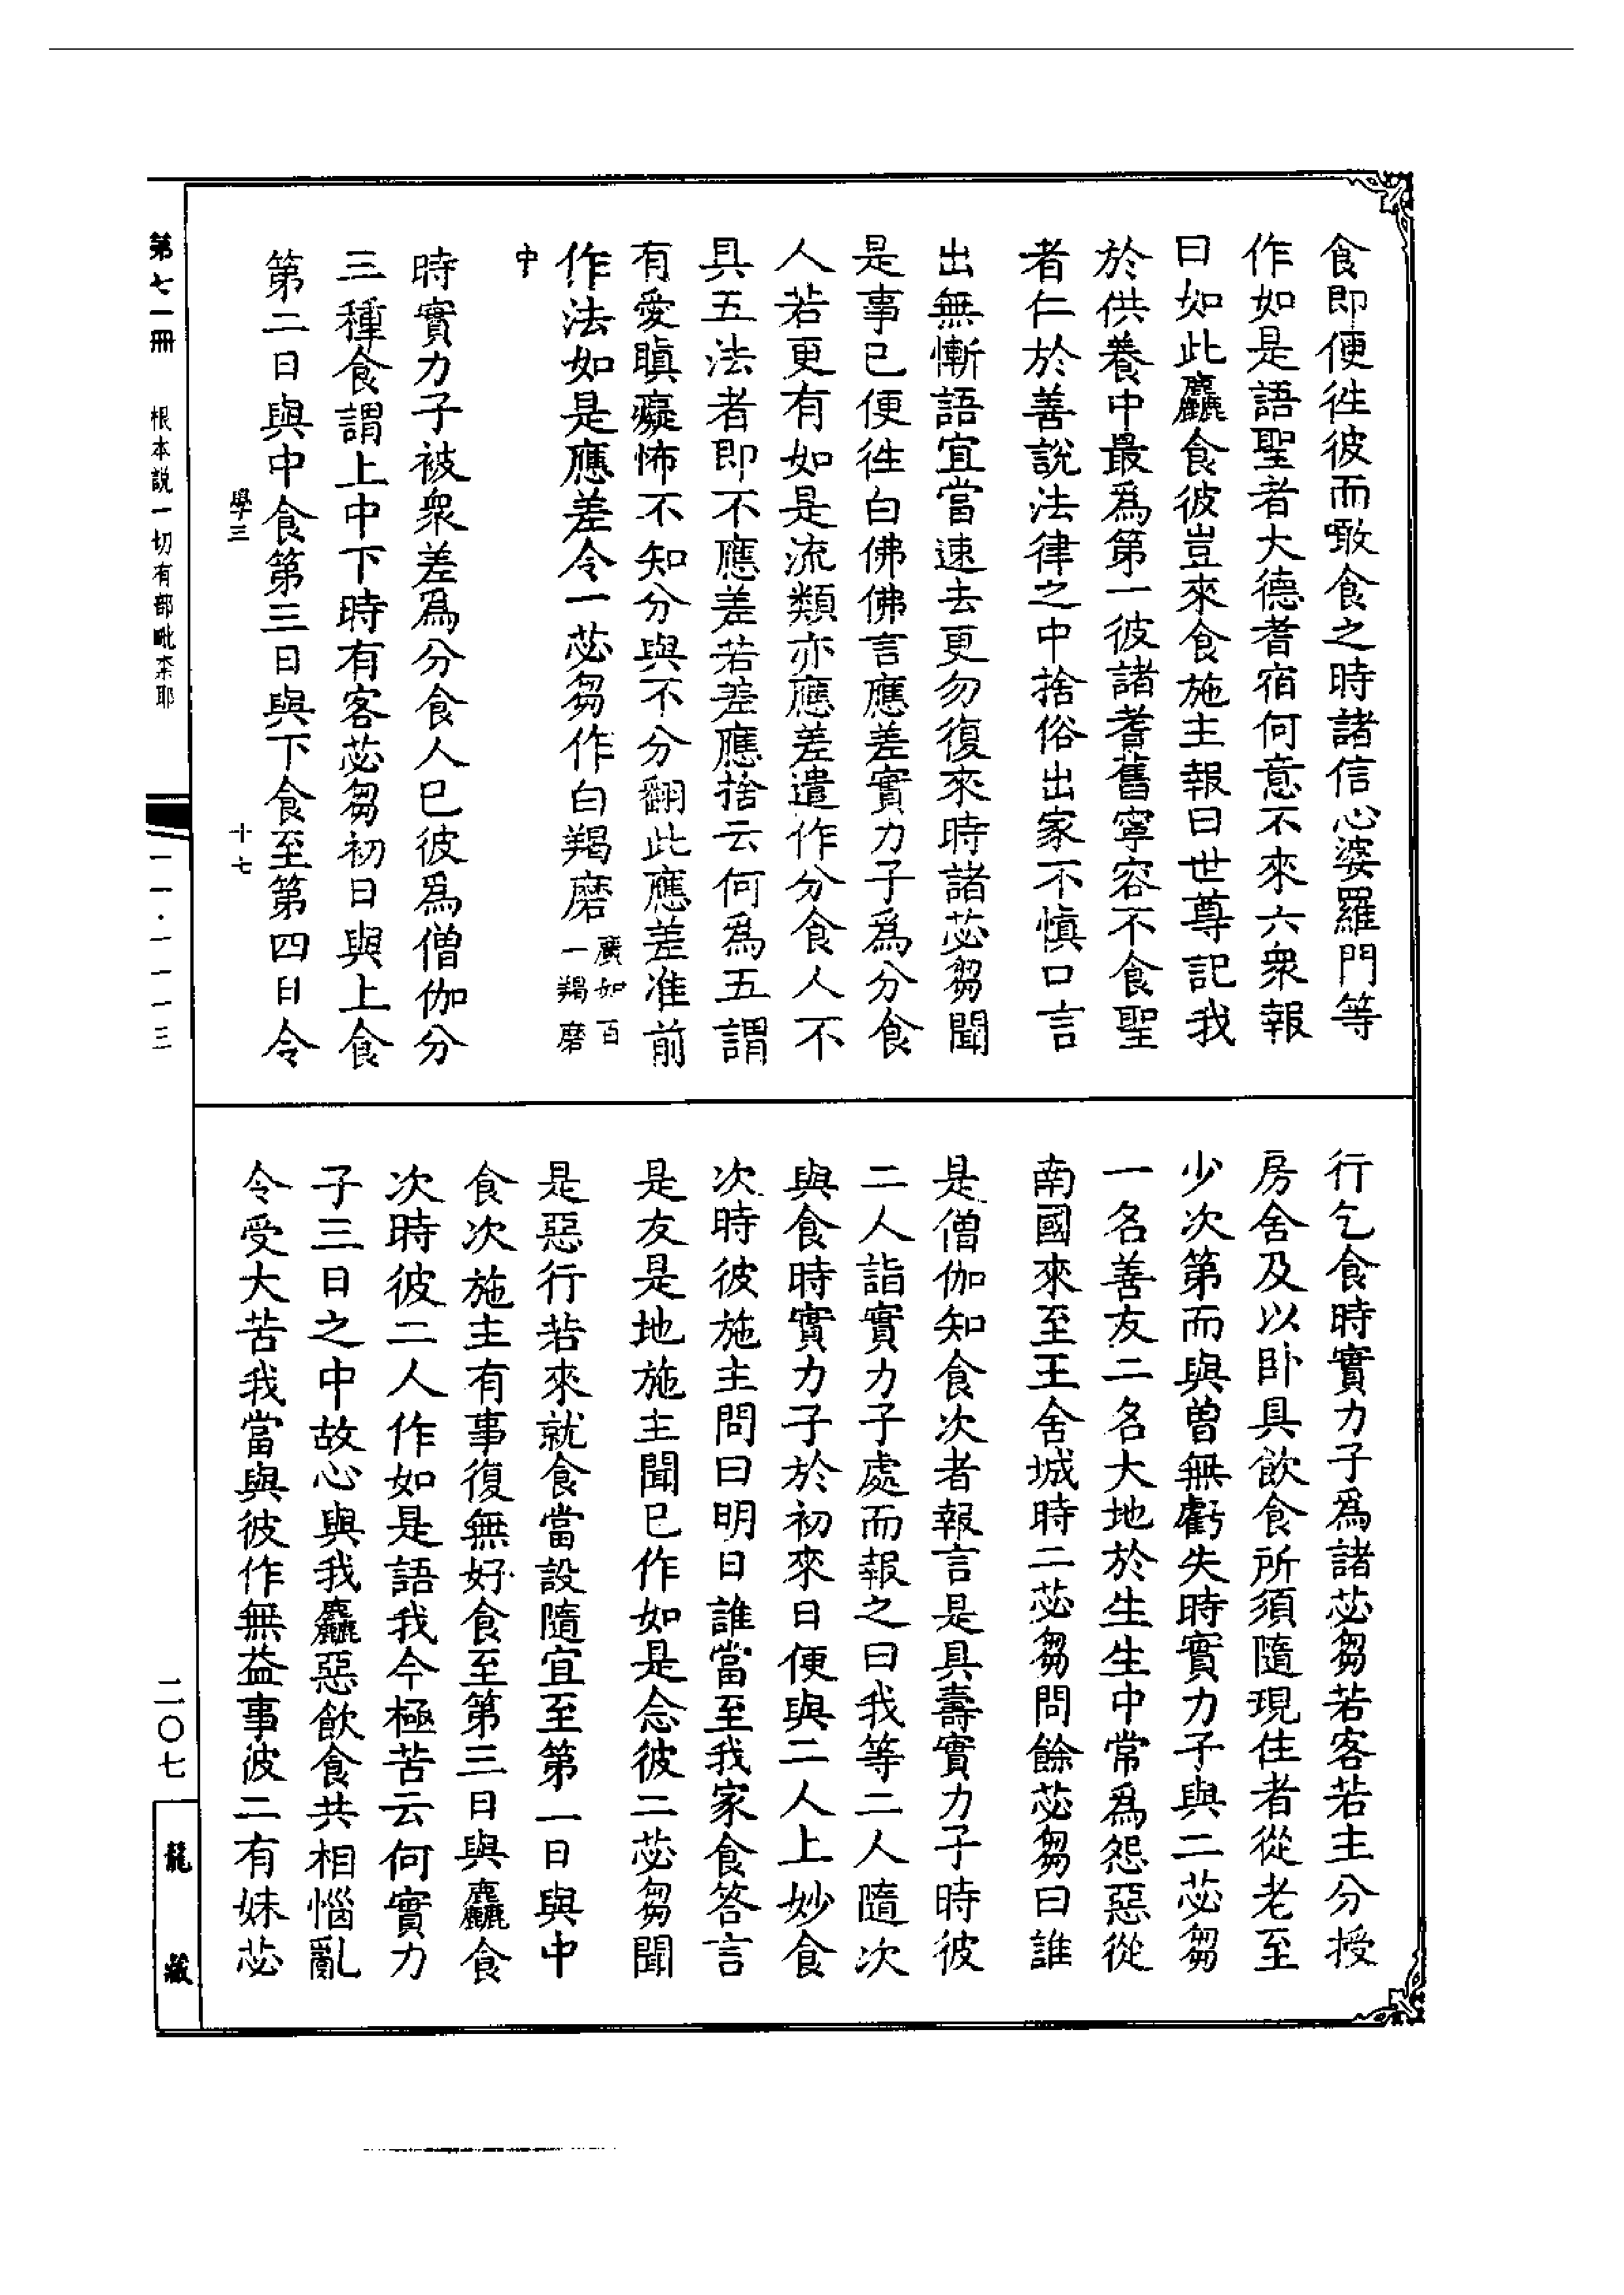 食即便徃彼而噉食之時諸信心婆羅門等
作如是語聖者大德耆宿何意不來六衆報
曰如此麤食彼豈來食施主報曰世尊記我
於供養中最爲第一彼諸耆舊寧容不食聖
者仁於善說法律之中捨俗出家不慎口言
出無慚語宜當速去更勿復來時諸苾芻聞
是事已便徃白佛佛言應差實力子爲分食
人若更有如是流類亦應差遣作分食人不
具五法者即不應差若差應捨云何爲五謂
有愛瞋癡怖不知分與不分翻此應差准前
作法如是應差令一苾芻作白羯磨廣如百一羯磨
中
時實力子被衆差爲分食人已彼爲僧伽分
三種食謂上中下時有客苾芻初日與上食
第二日與中食第三日與下食至第四日令
學三 十七
行乞食時實力子爲諸苾芻若客若主分授
房舍及以卧具飲食所須隨現住者從老至
少次第而與曾無虧失時實力子與二苾芻
一名善友二名大地於生生中常爲怨惡從
南國來至王舍城時二苾芻問餘苾芻曰誰
是僧伽知食次者報言是具壽實力子時彼
二人詣實力子處而報之曰我等二人隨次
與食時實力子於初來日便與二人上妙食
次時彼施主問曰明日誰當至我家食答言
是友是地施主聞已作如是念彼二苾芻聞
是惡行若來就食當設隨宜至第一日與中
食次施主有事復無好食至第三日與麤食
次時彼二人作如是語我今極苦云何實力
子三日之中故心與我麤惡飲食共相惱亂
令受大苦我當與彼作無益事彼二有妹苾
第七一冊 根本説一切有部毗柰耶 一一·一一一三
二〇七
龍藏